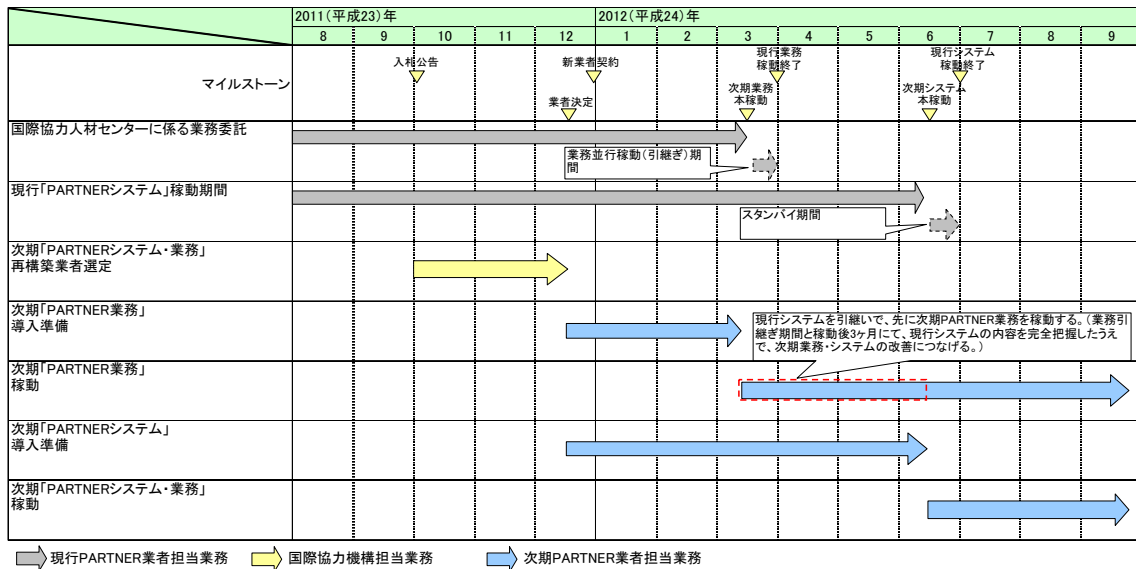 2011(平成23)年
2012(平成24)年
8 9 10 11 12 1 2 3 4 5 6 7 8 9
マイルストーン
入札公告
業者決定
新業者契約
現行業務
稼動終了
次期業務
本稼動
現行システム
稼動終了
次期システム
本稼動
国際協力人材センターに係る業務委託
業務並行稼動(引継ぎ)期
間
現行「PARTNERシステム」稼動期間
スタンバイ期間
次期「PARTNERシステム・業務」
再構築業者選定
次期「PARTNER業務」
導入準備
現行システムを引継いで、先に次期PARTNER業務を稼動する。(業務引
継ぎ期間と稼動後3ヶ月にて、現行システムの内容を完全把握したうえ
で、次期業務・システムの改善につなげる。)
次期「PARTNER業務」
稼動
次期「PARTNERシステム」
導入準備
次期「PARTNERシステム・業務」
稼動
現行PARTNER業者担当業務
国際協力機構担当業務
次期PARTNER業者担当業務